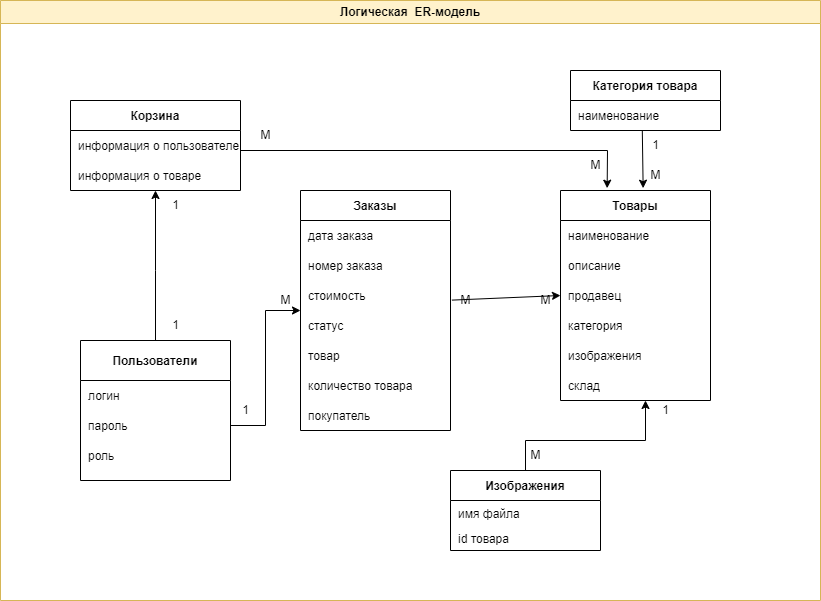 Логическая ER-модель
Категория товара
наименование
1
M
Корзина
информация о пользователе
информация о товаре
M
M
1
1
Заказы
дата заказа
номер заказа
стоимость
статус
товар
количество товара
покупатель
M
M
Товары
наименование
описание
продавец
категория
изображения
склад
Пользователи
логин
пароль
роль
1
M
1
M
Изображения
имя файла
id товара